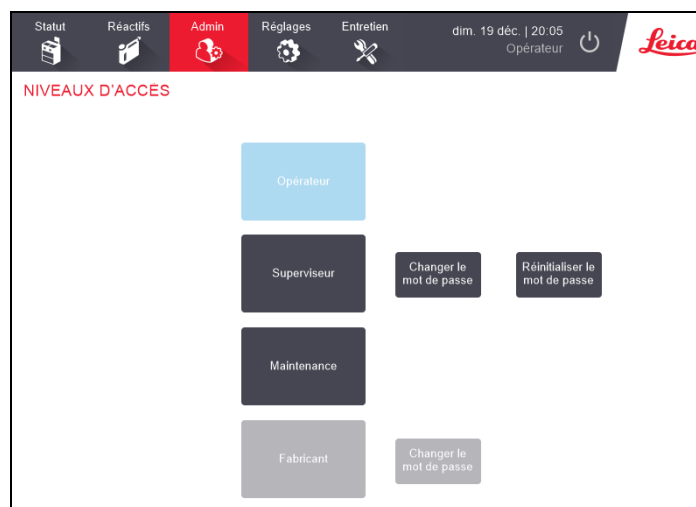 Statut Réactifs Admin Réglages Entretien
dim. 19 déc. | 20:05
Opérateur
Leica
NIVEAUX D'ACCÈS
Opérateur
Superviseur
Changer le
mot de passe
Réinitialiser le
mot de passe
Maintenance
Fabricant
Changer le
mot de passe